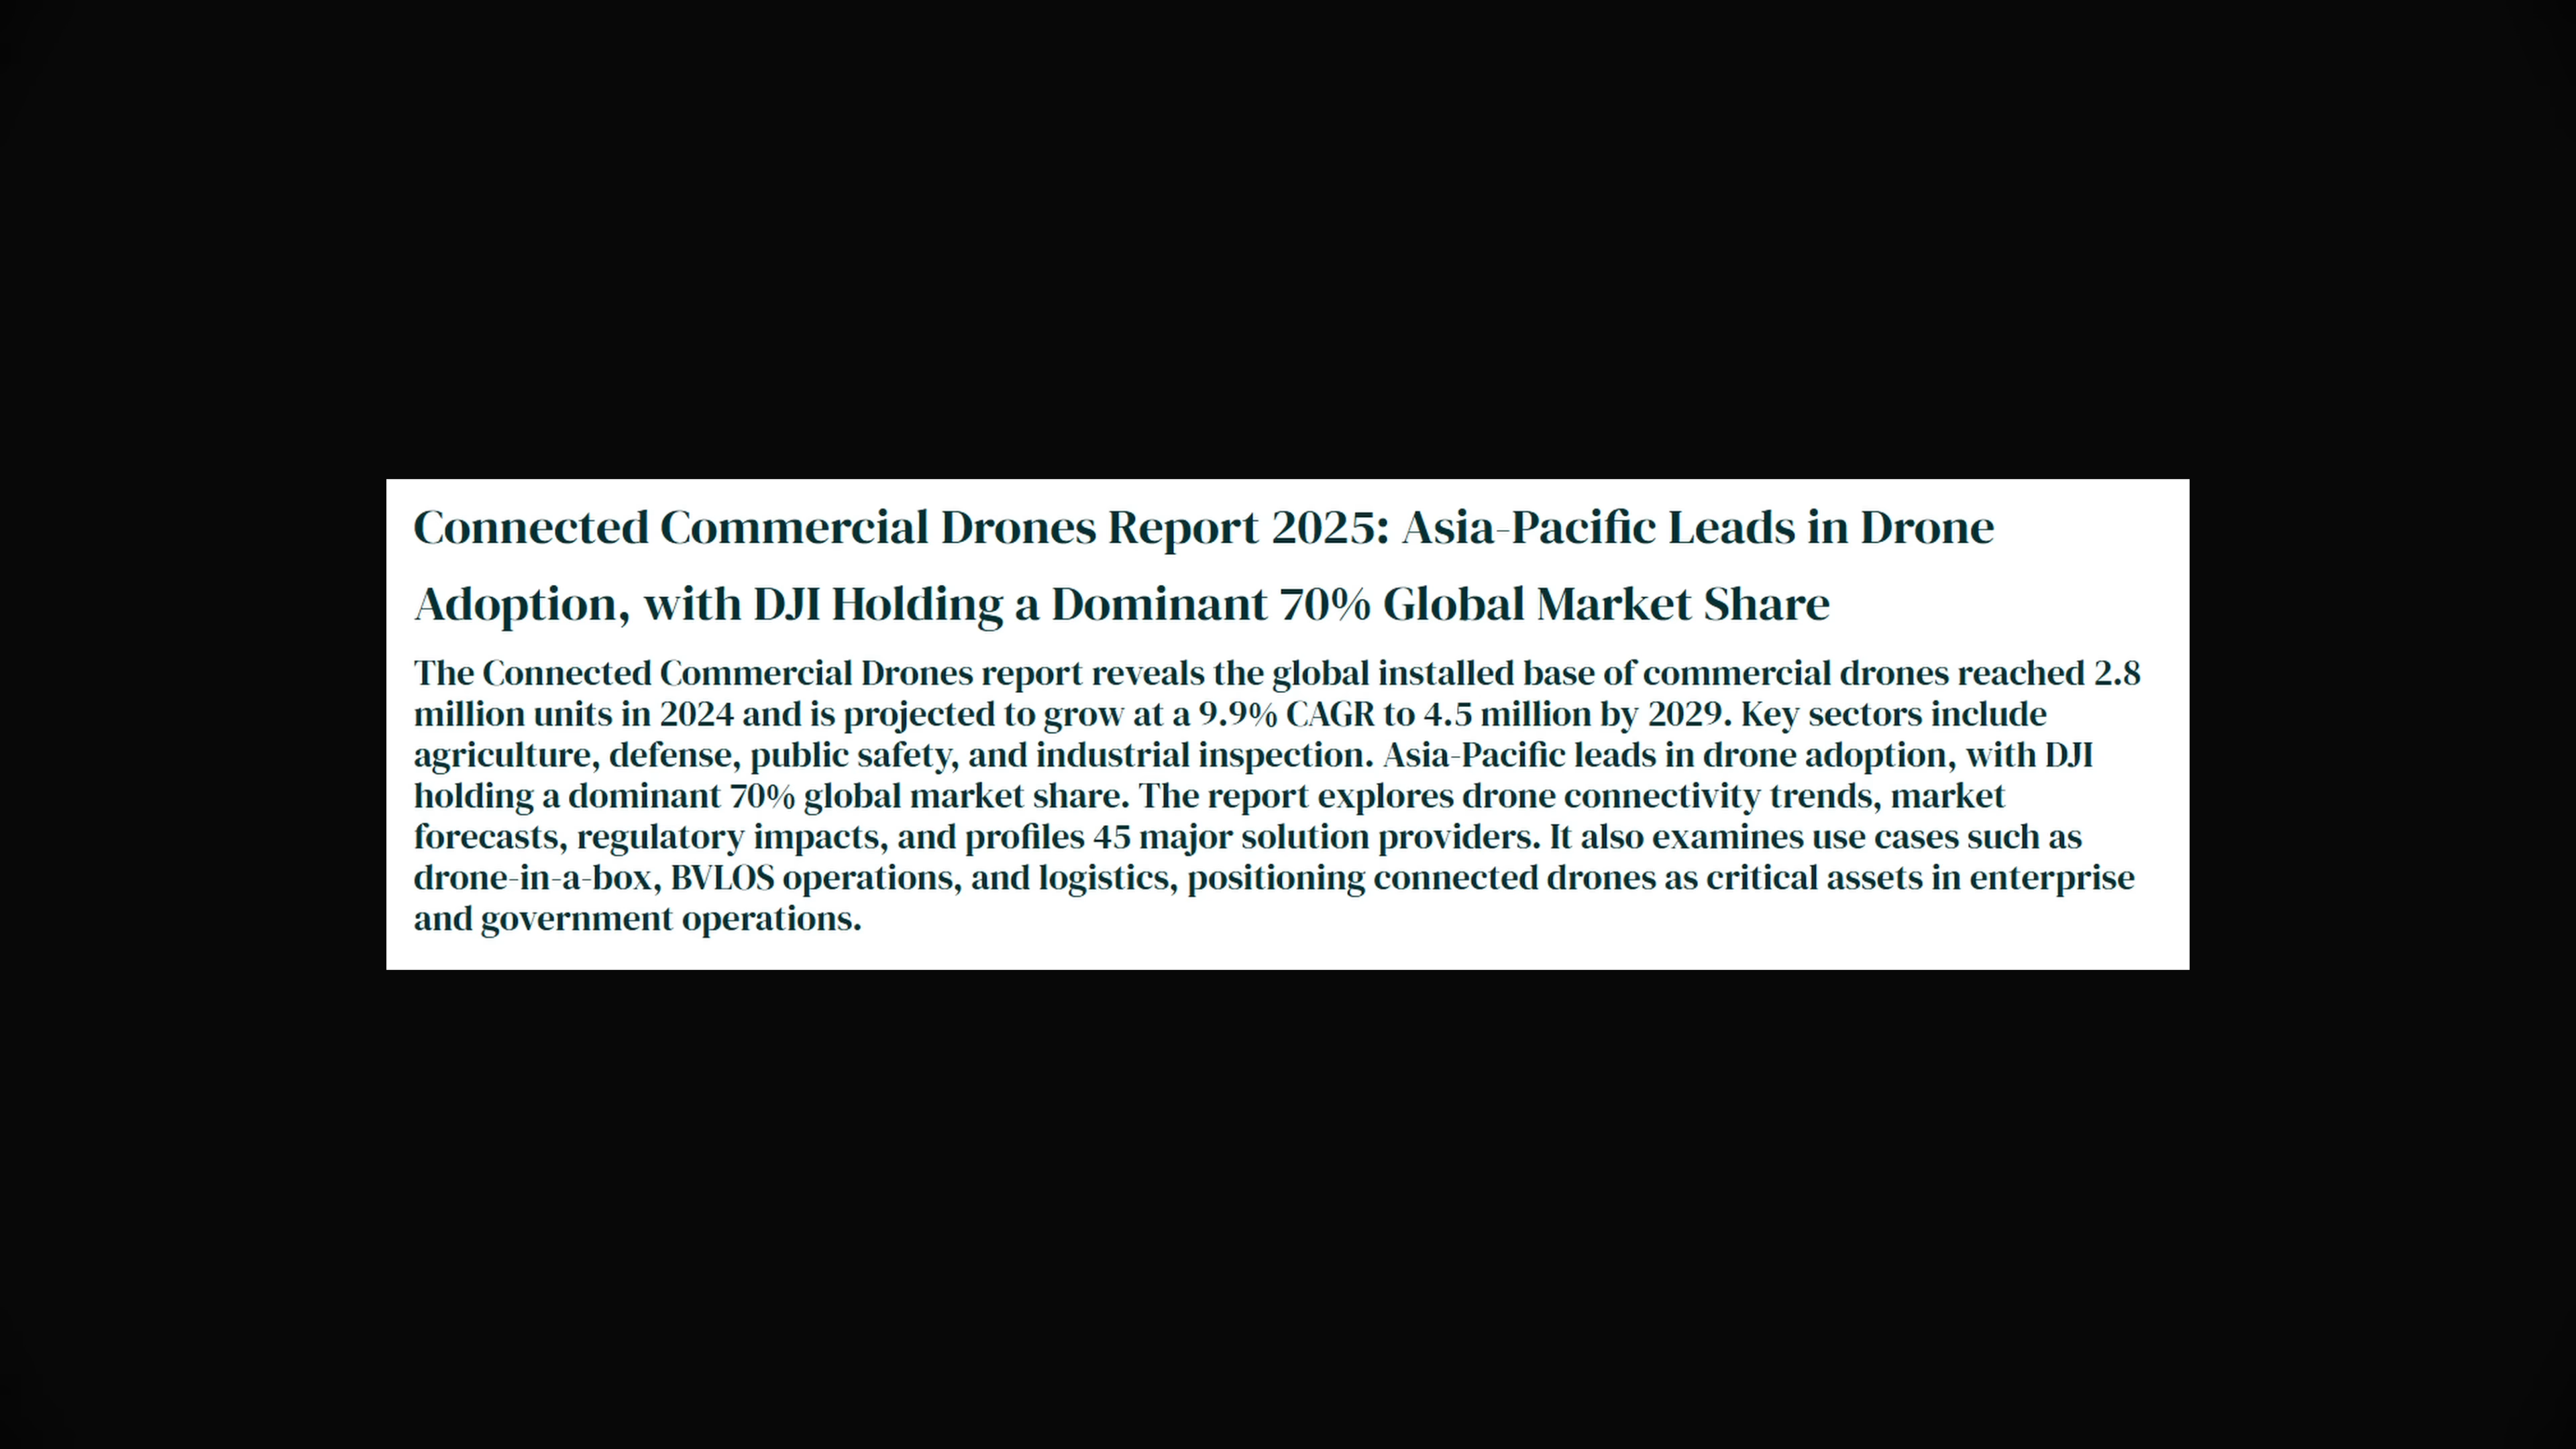 Connected Commercial Drones Report 2025: Asia-Pacific Leads in Drone
Adoption, with DJI Holding a Dominant 70% Global Market Share
The Connected Commercial Drones report reveals the global installed base of commercial drones reached 2.8
million units in 2024 and is projected to grow at a 9.9% CAGR to 4.5 million by 2029. Key sectors include
agriculture, defense, public safety, and industrial inspection. Asia-Pacific leads in drone adoption, with DJI
holding a dominant 70% global market share. The report explores drone connectivity trends, market
forecasts, regulatory impacts, and profiles 45 major solution providers. It also examines use cases such as
drone-in-a-box, BVLOS operations, and logistics, positioning connected drones as critical assets in enterprise
and government operations.